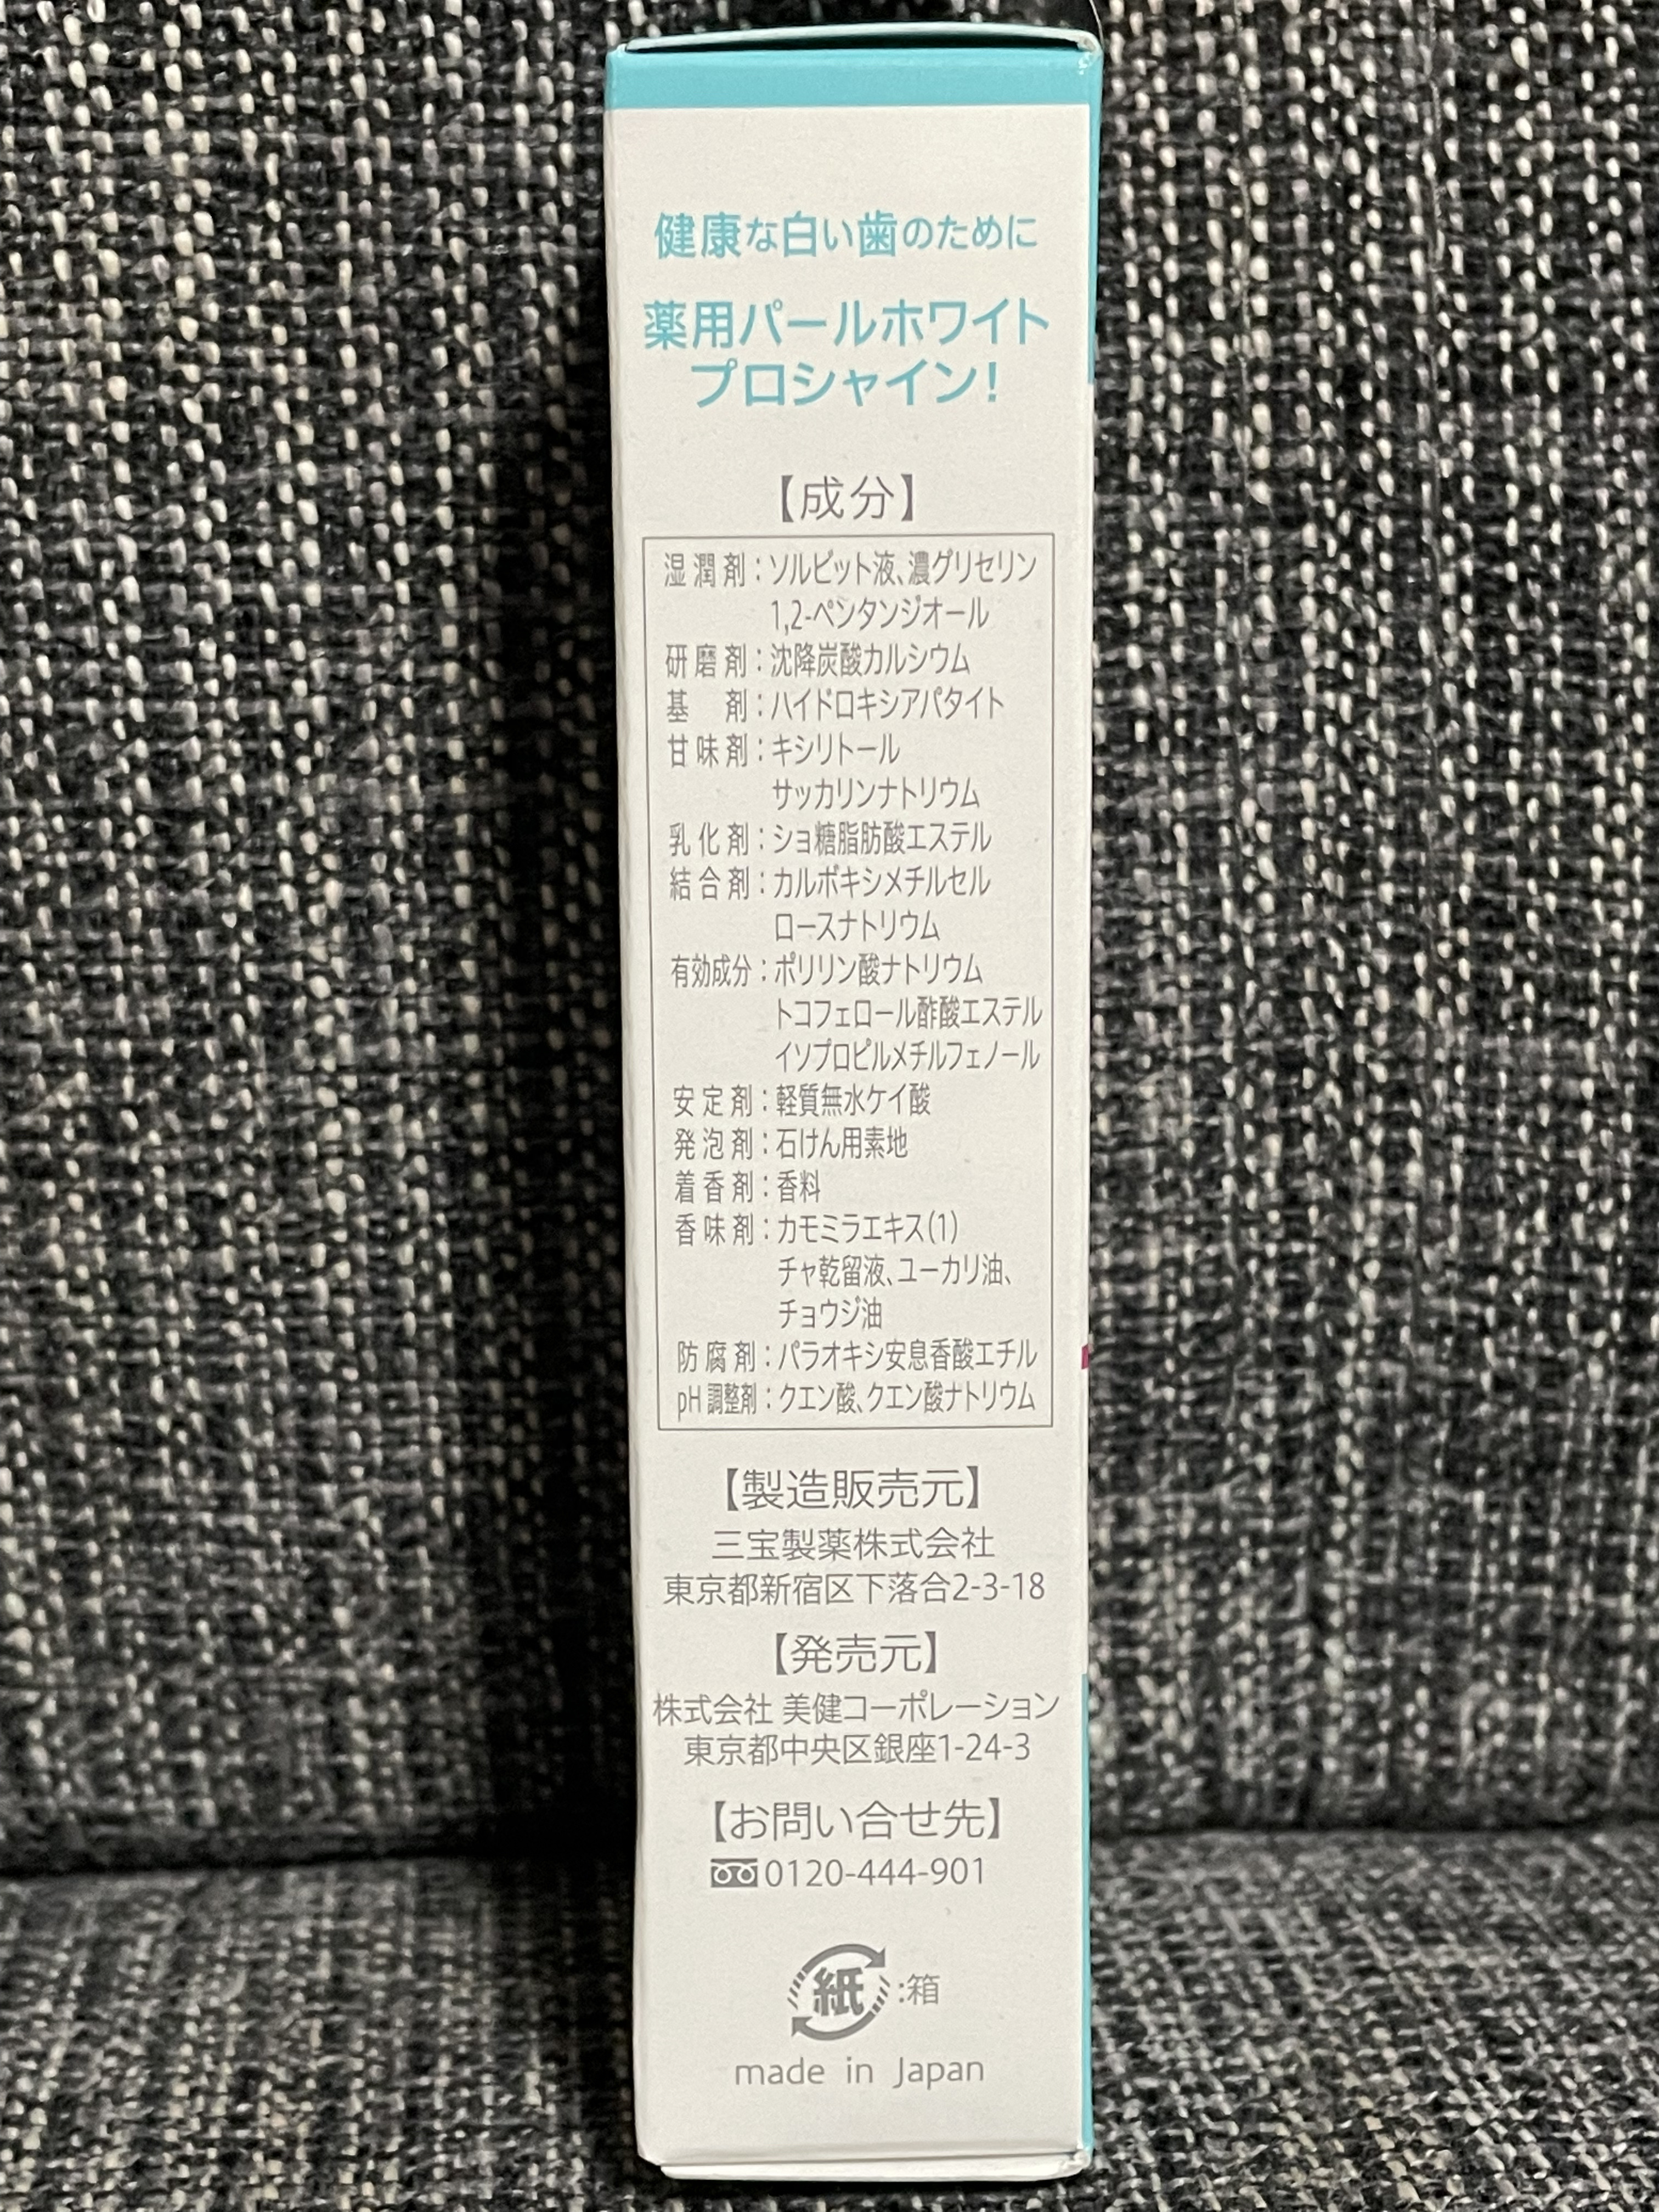 健康な白い歯のために
薬用パールホワイト
プロシャイン!
【成分】
湿潤剤:ソルビット液、濃グリセリン
1,2-ペンタンジオール
研磨剤:沈降炭酸カルシウム
基 剤:ハイドロキシアパタイト
甘味剤:キシリトール
サッカリンナトリウム
乳化剤:ショ糖脂肪酸エステル
結合剤:カルボキシメチルセル
ロースナトリウム
有効成分:ポリリン酸ナトリウム
トコフェロール酢酸エステル
イソプロピルメチルフェノール
安定剤:軽質無水ケイ酸
発泡剤:石けん用素地
着香剤:香料
香味剤:カモミラエキス(1)
チャ乾留液、ユーカリ油、
チョウジ油
防腐剤:パラオキシ安息香酸エチル
pH調整剤:クエン酸、クエン酸ナトリウム
【製造販売元】
三宝製薬株式会社
東京都新宿区下落合2-3-18
【発売元】
株式会社 美健コーポレーション
東京都中央区銀座1-24-3
【お問い合せ先】
0120-444-901
紙:箱
made in Japan